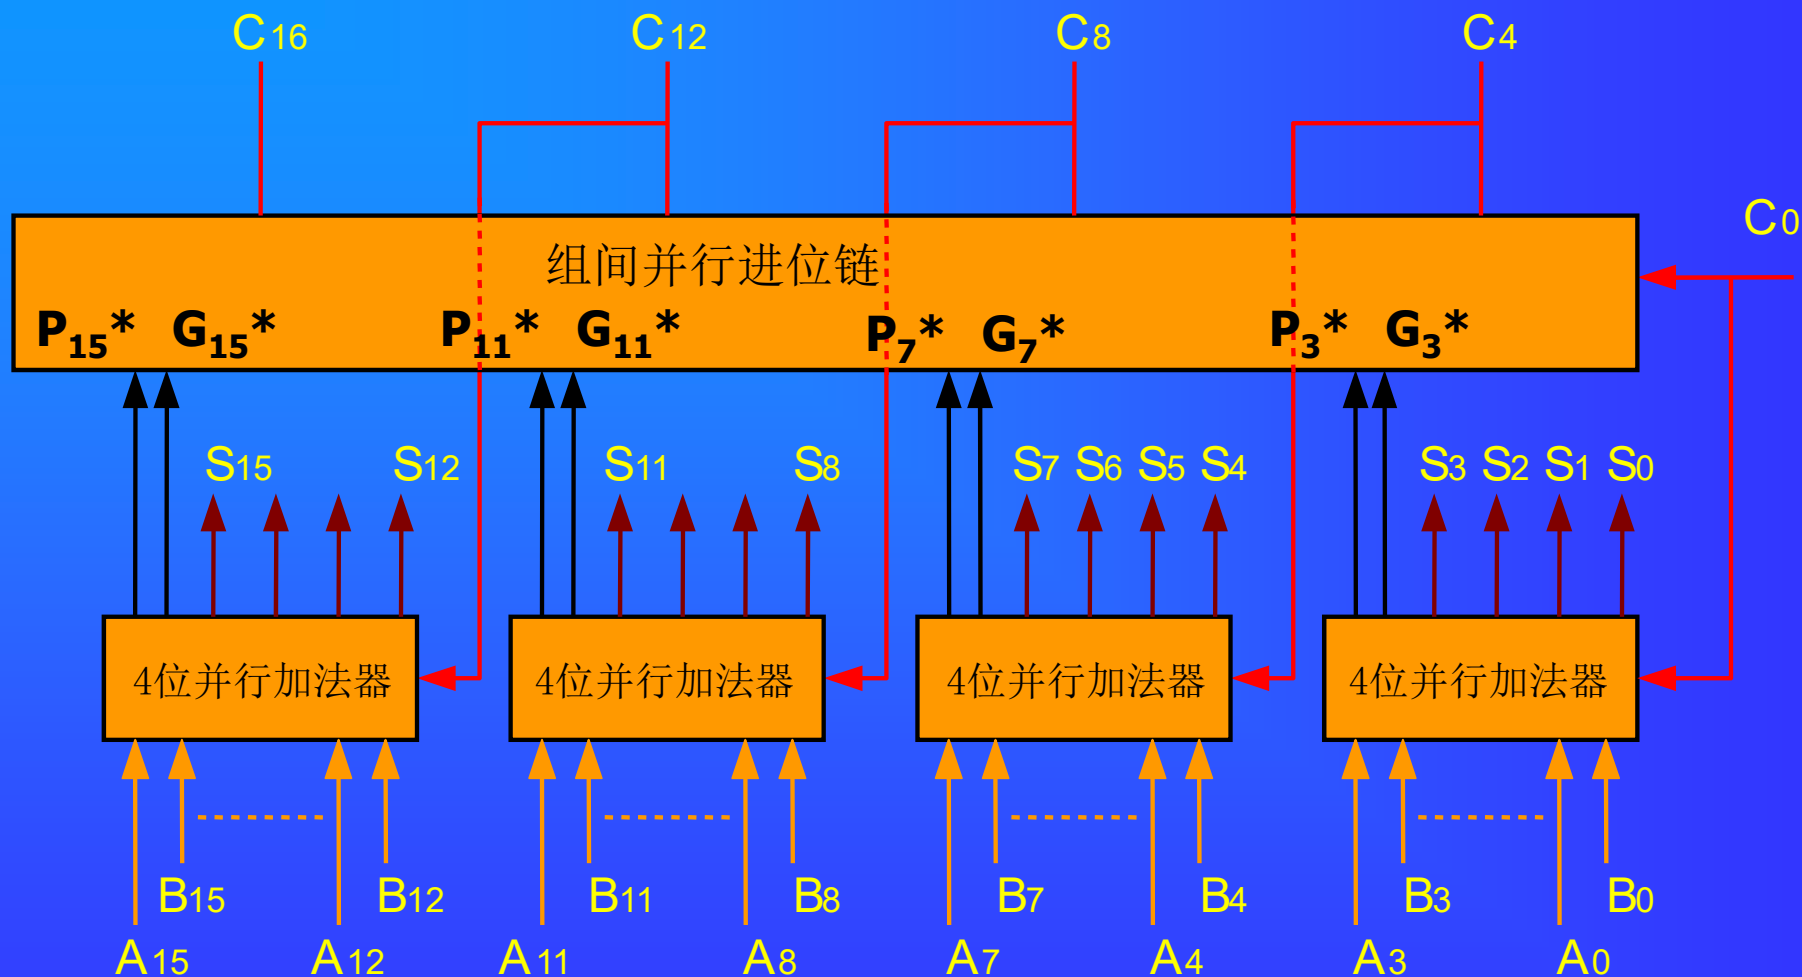 C16 C12 C8 C4
C0
组间并行进位链
P15* G15* P11* G11* P7* G7* P3* G3*
S15 S12 S11 S8 S7 S6 S5 S4 S3 S2 S1 S0
4位并行加法器 4位并行加法器 4位并行加法器 4位并行加法器
B15 B12 B11 B8 B7 B4 B3 B0
A15 A12 A11 A8 A7 A4 A3 A0